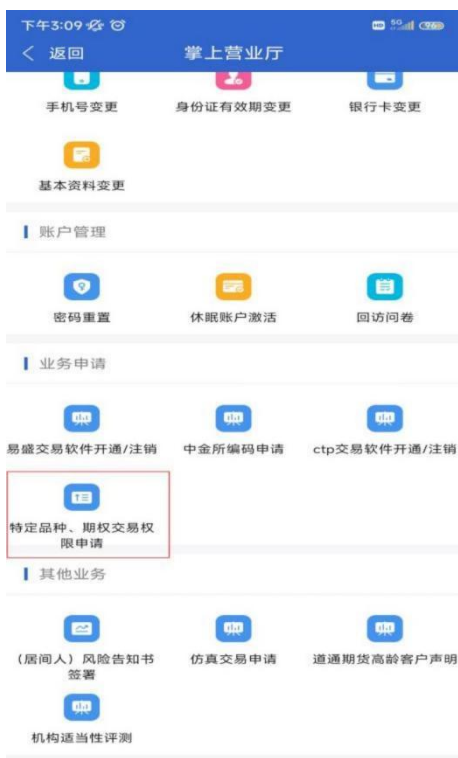 下午3:09
HD 5G 76
返回 掌上营业厅
手机号变更 身份证有效期变更 银行卡变更
基本资料变更
账户管理
密码重置 休眠账户激活 回访问卷
业务申请
易盛交易软件开通/注销 中金所编码申请 ctp交易软件开通/注销
特定品种、期权交易权
限申请
其他业务
(居间人)风险告知书 仿真交易申请 道通期货高龄客户声明
签署
机构适当性评测